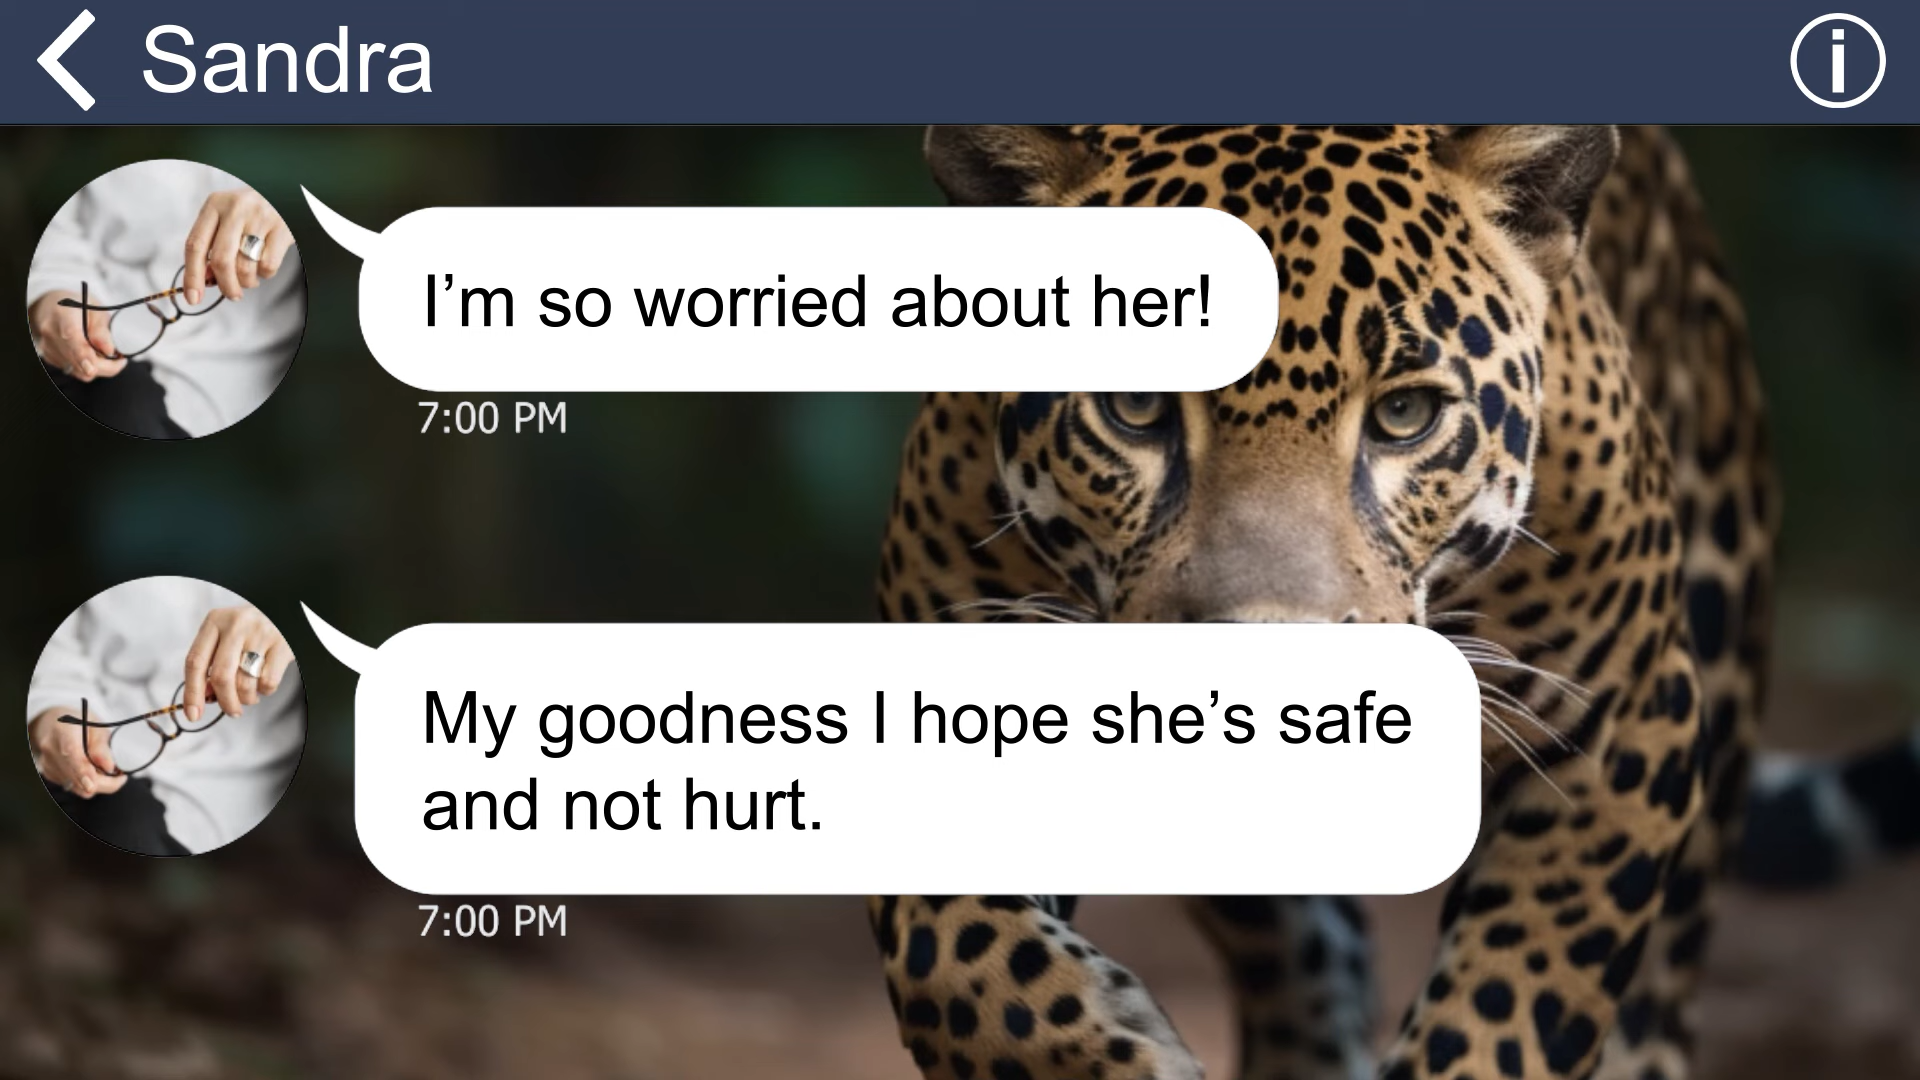 Sandra
I’m so worried about her!
7:00 PM
My goodness I hope she’s safe
and not hurt.
7:00 PM